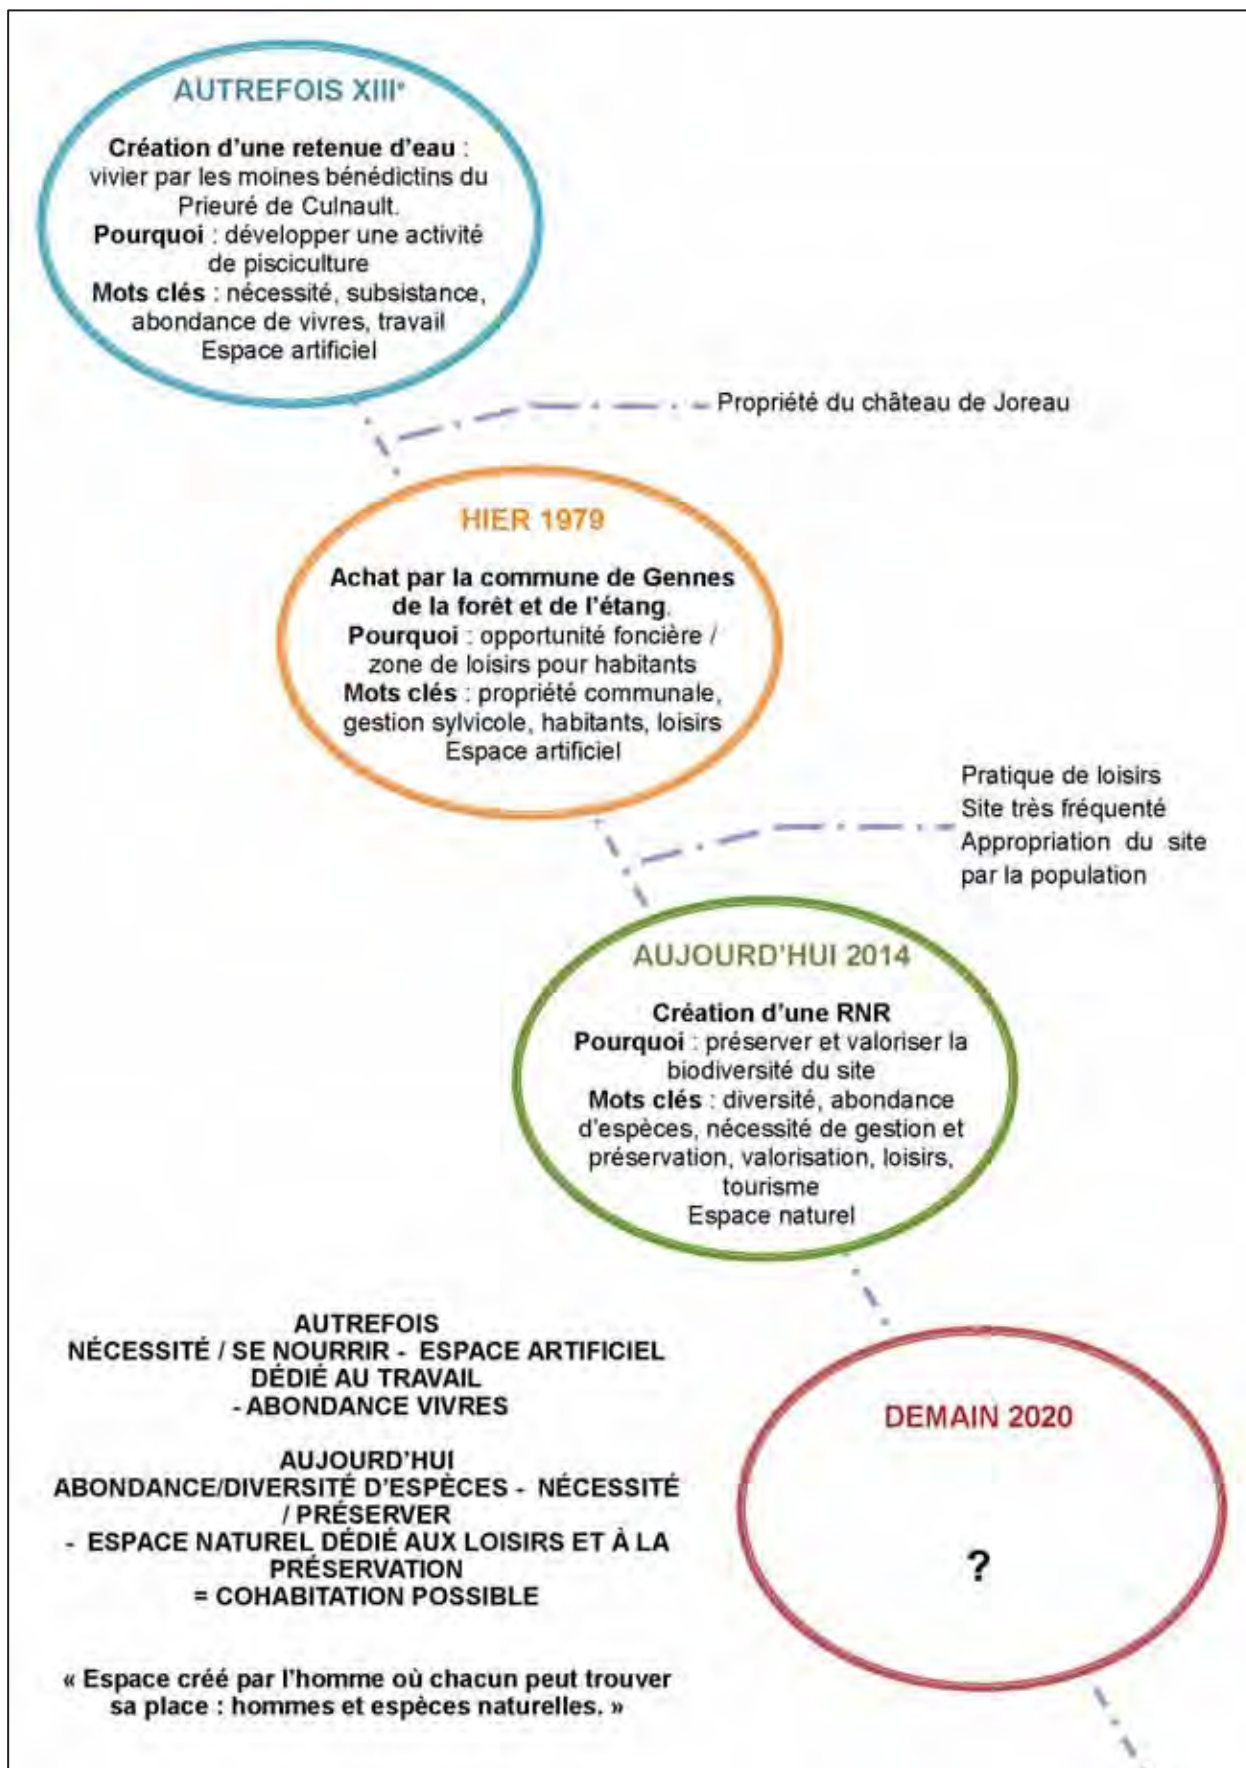 AUTREFOIS XIII°
Création d'une retenue d'eau :
vivier par les moines bénédictins du
Prieuré de Culnault.
Pourquoi : développer une activité
de pisciculture
Mots clés : nécessité, subsistance,
abondance de vivres, travail
Espace artificiel
Propriété du château de Joreau
HIER 1979
Achat par la commune de Gennes
de la forêt et de l'étang.
Pourquoi : opportunité foncière /
zone de loisirs pour habitants
Mots clés : propriété communale,
gestion sylvicole, habitants, loisirs
Espace artificiel
Pratique de loisirs
Site très fréquenté
Appropriation du site
par la population
AUJOURD'HUI 2014
Création d'une RNR
Pourquoi : préserver et valoriser la
biodiversité du site
Mots clés : diversité, abondance
d'espèces, nécessité de gestion et
préservation, valorisation, loisirs,
tourisme
Espace naturel
AUTREFOIS
NÉCESSITÉ / SE NOURRIR - ESPACE ARTIFICIEL
DÉDIÉ AU TRAVAIL
- ABONDANCE VIVRES
AUJOURD'HUI
ABONDANCE/DIVERSITÉ D'ESPÈCES - NÉCESSITÉ
/ PRÉSERVER
- ESPACE NATUREL DÉDIÉ AUX LOISIRS ET À LA
PRÉSERVATION
= COHABITATION POSSIBLE
« Espace créé par l'homme où chacun peut trouver
sa place : hommes et espèces naturelles. »
DEMAIN 2020
?